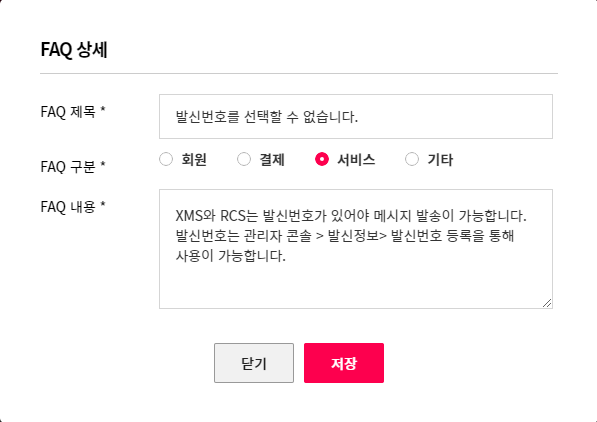 FAQ 상세
FAQ 제목 *
발신번호를 선택할 수 없습니다.
FAQ 구분 *
회원 결제 서비스 기타
FAQ 내용 *
XMS와 RCS는 발신번호가 있어야 메시지 발송이 가능합니다.
발신번호는 관리자 콘솔 > 발신정보> 발신번호 등록을 통해
사용이 가능합니다.
닫기 저장